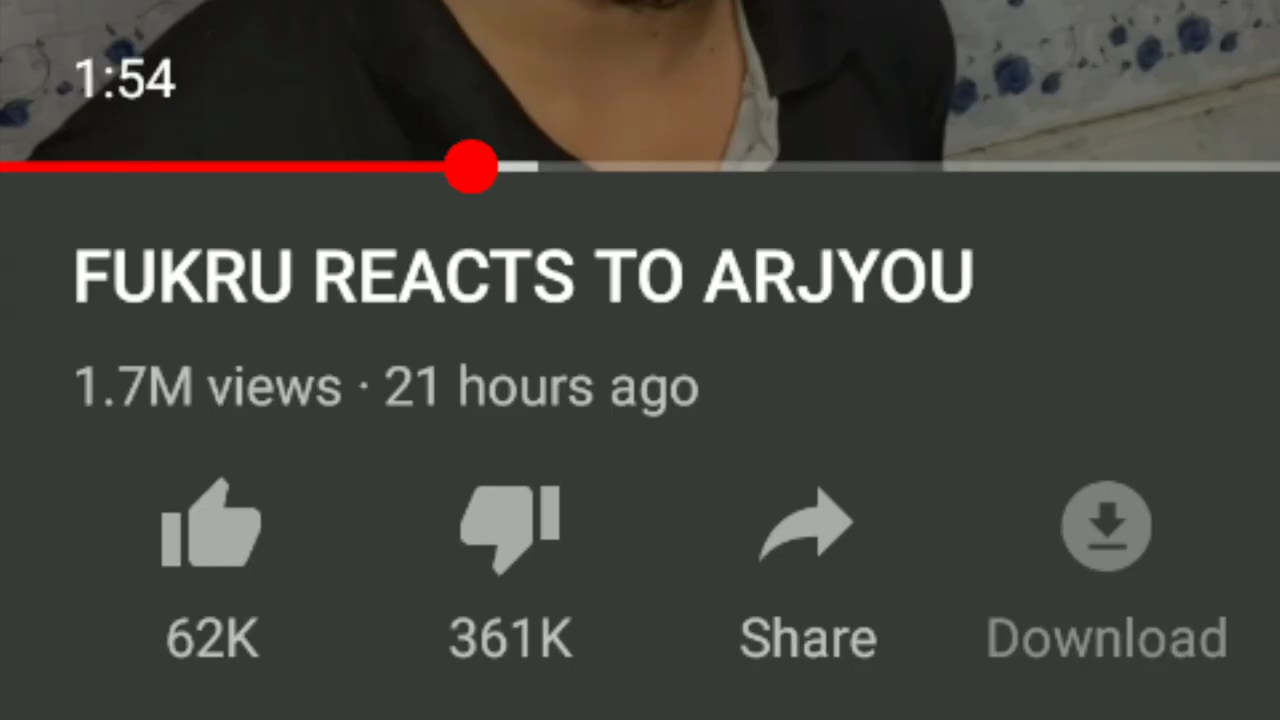 1:54
FUKRU REACTS TO ARJYOU
1.7M views · 21 hours ago
62K 361K Share Download